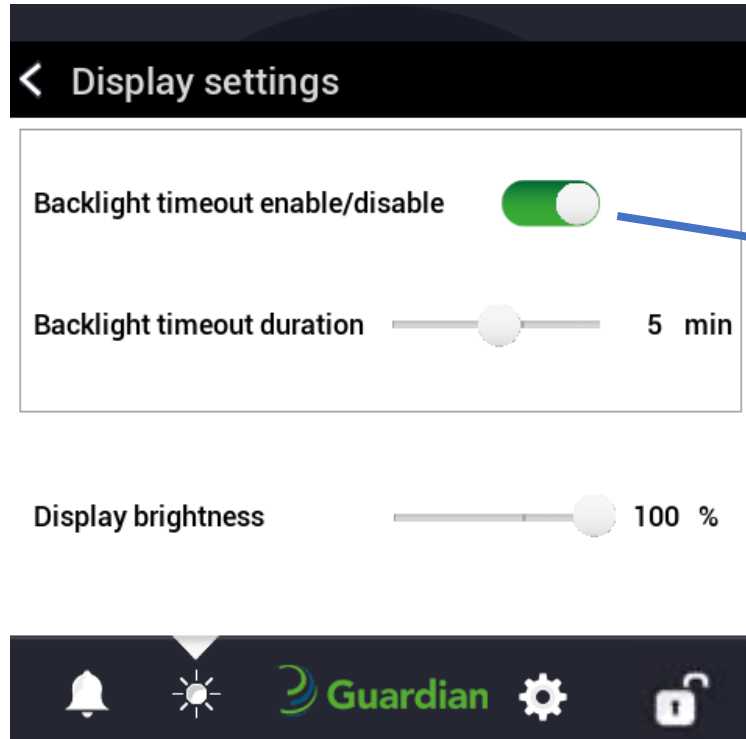 Display settings
Backlight timeout enable/disable
Backlight timeout duration 5 min
Display brightness 100 %
Guardian